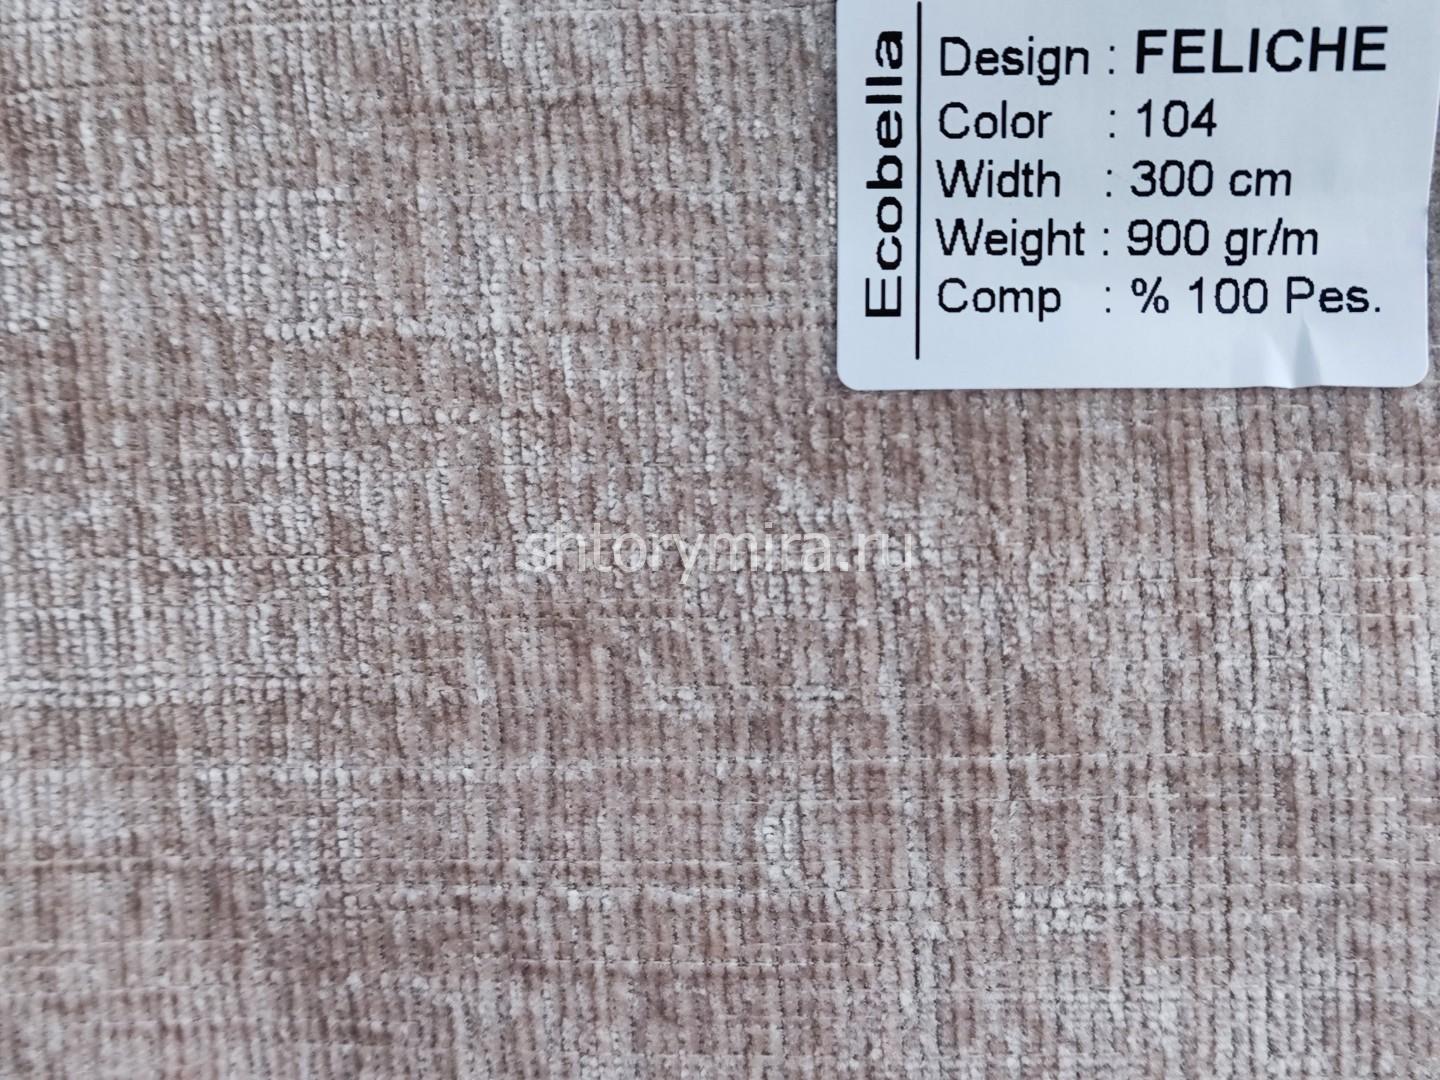 Ecobella
Design : FELICHE
Color : 104
Width : 300 cm
Weight : 900 gr/m
Comp : % 100 Pes.
shtorymira.ru